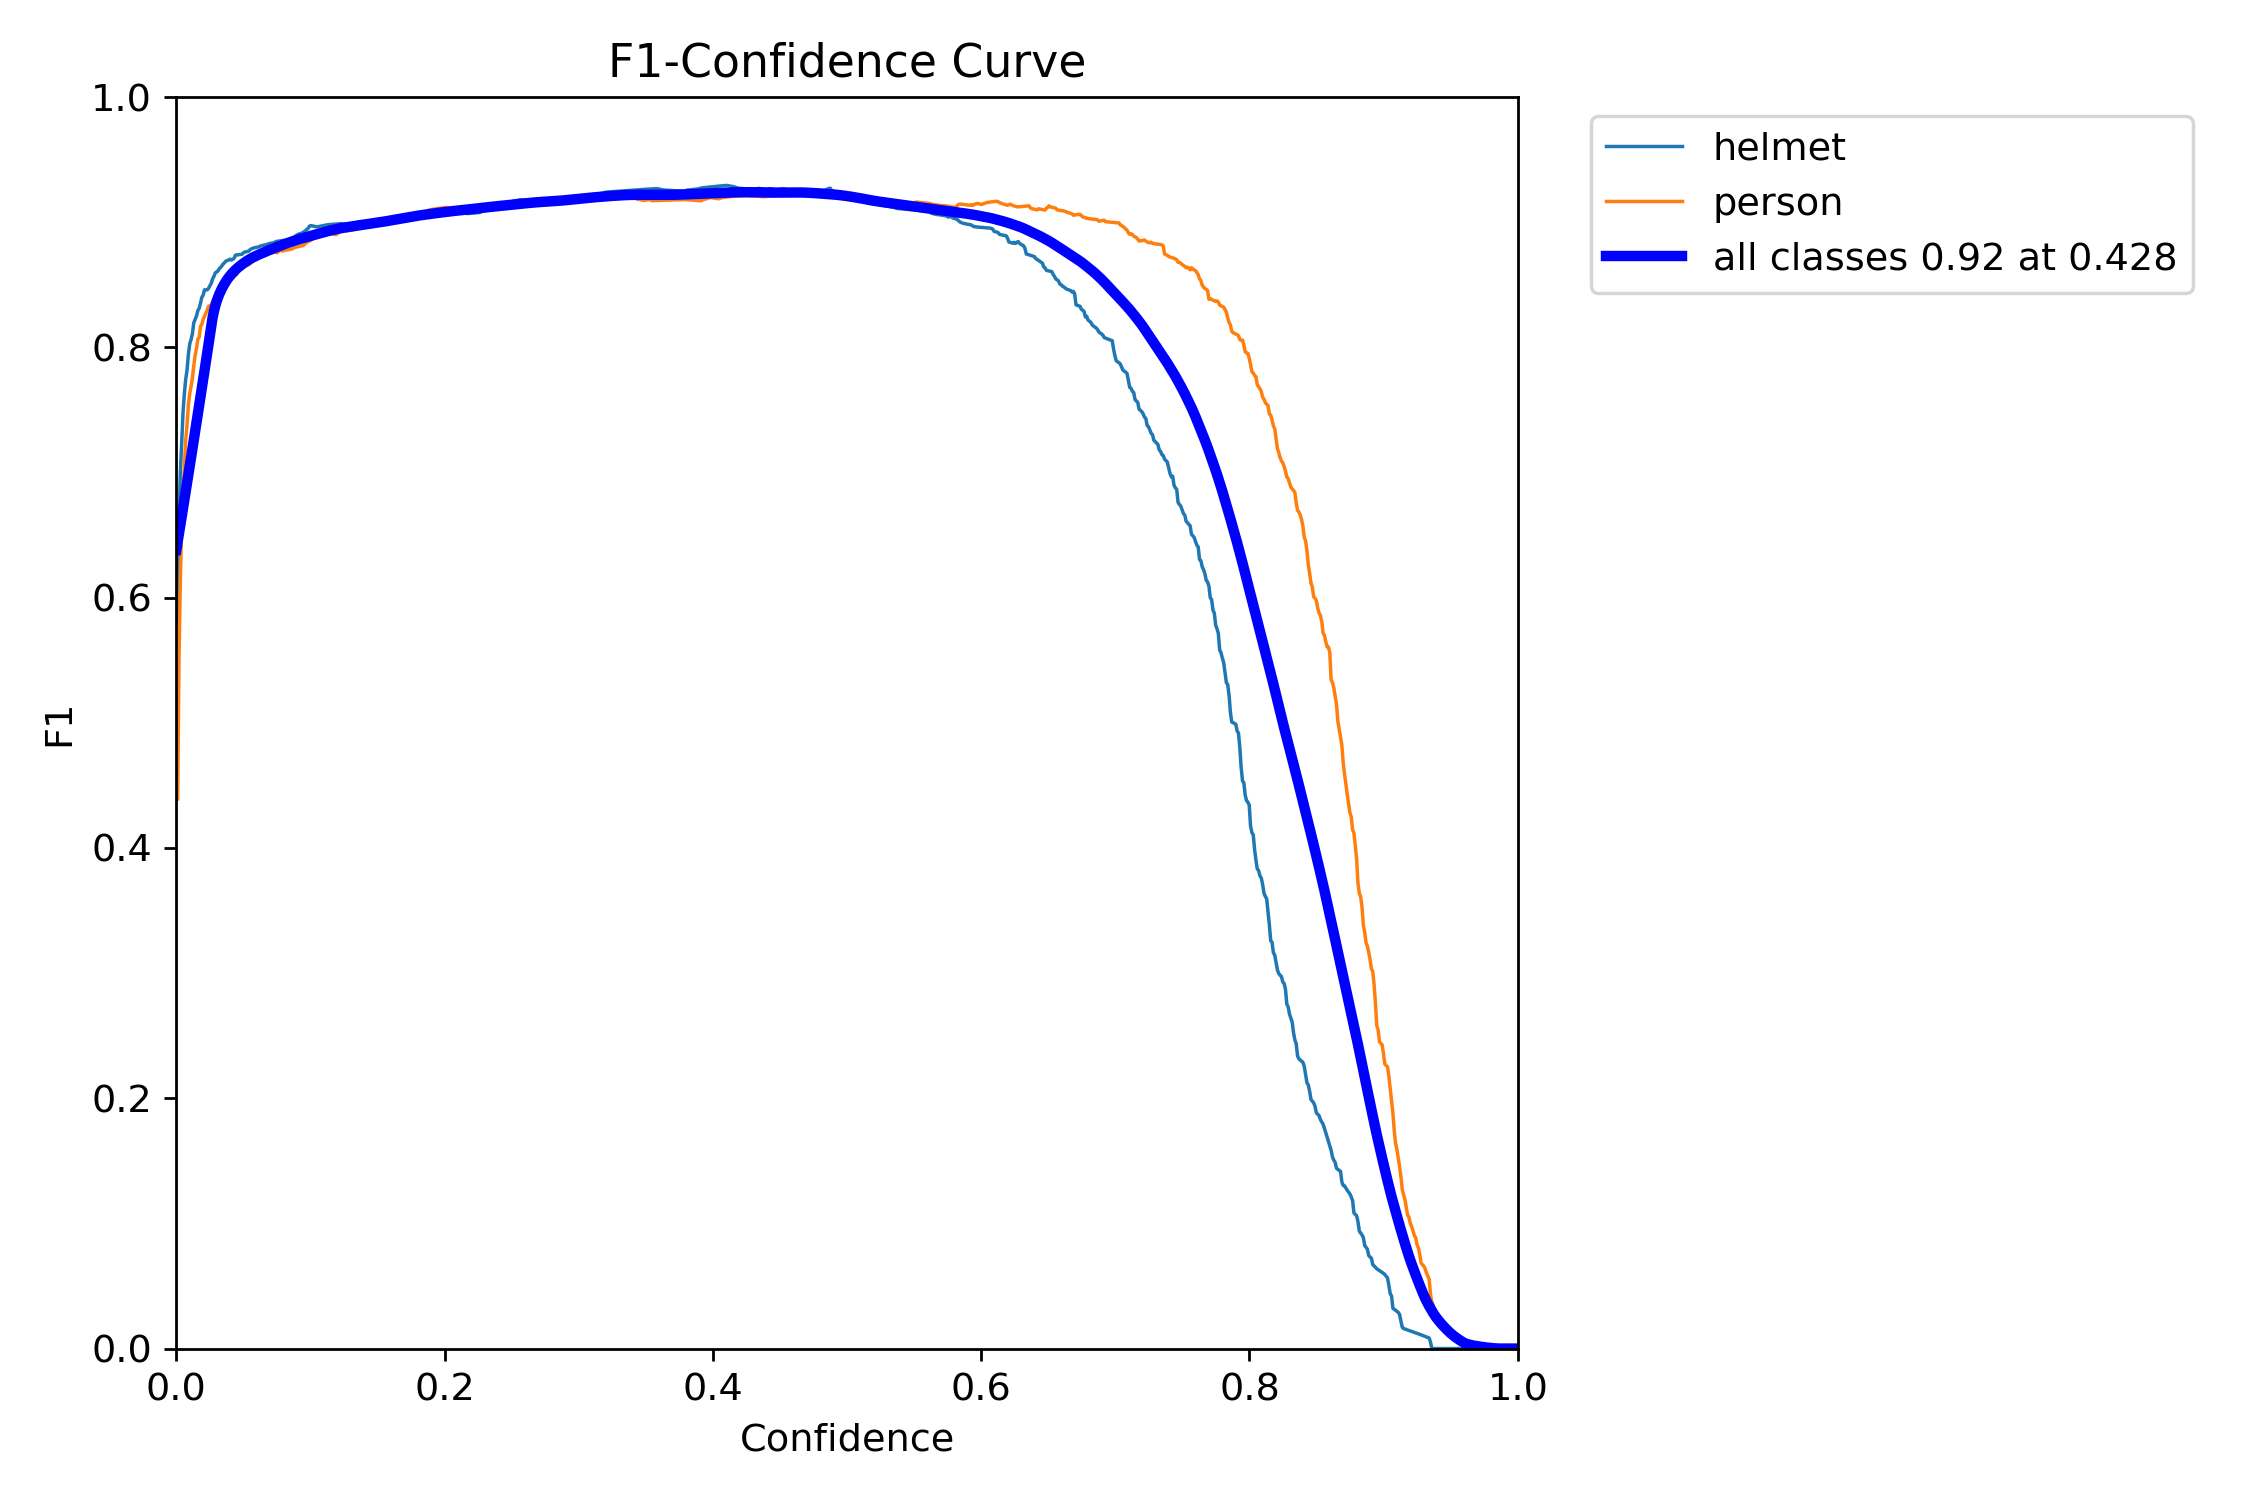 F1-Confidence Curve
1.0
0.8
0.6
0.4
0.2
0.0
F1
0.0 0.2 0.4 0.6 0.8 1.0
Confidence
helmet
person
all classes 0.92 at 0.428